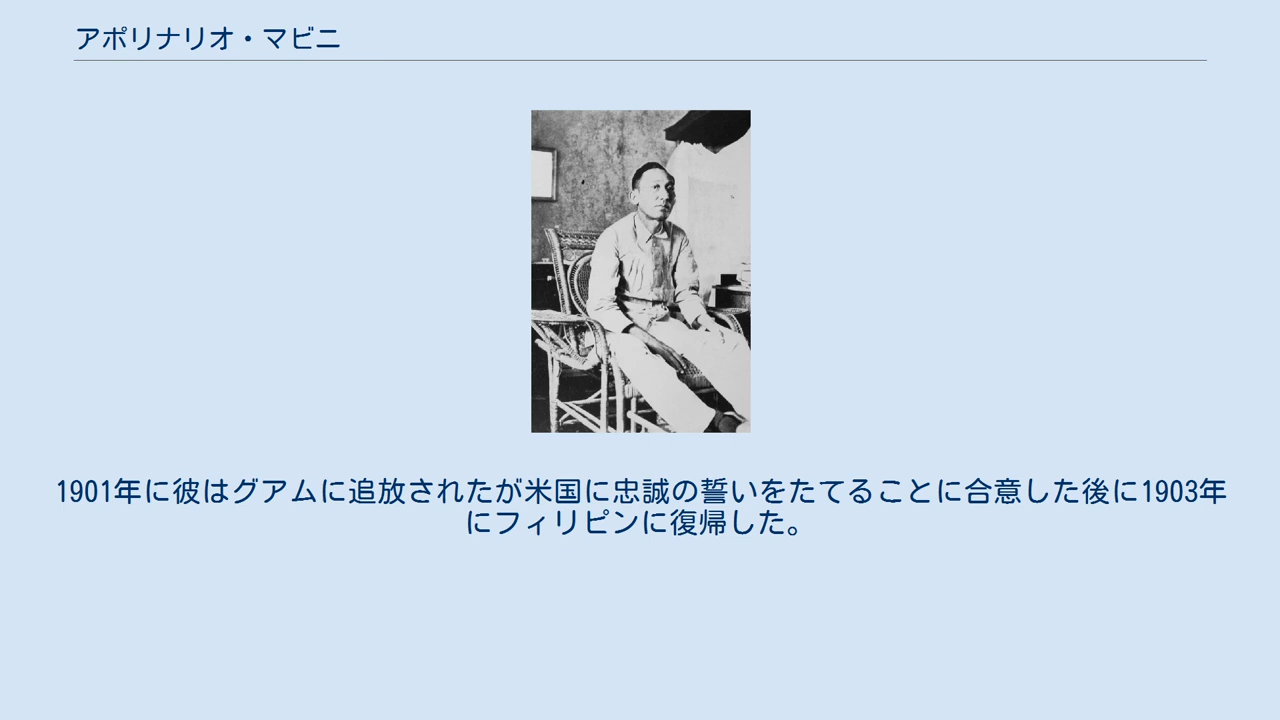 アポリナリオ・マビニ
1901年に彼はグアムに追放されたが米国に忠誠の誓いをたてることに合意した後に1903年
にフィリピンに復帰した。